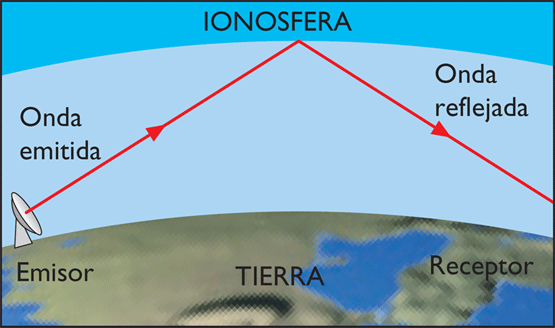 IONOSFERA
Onda
emitida
Onda
reflejada
Emisor
TIERRA
Receptor